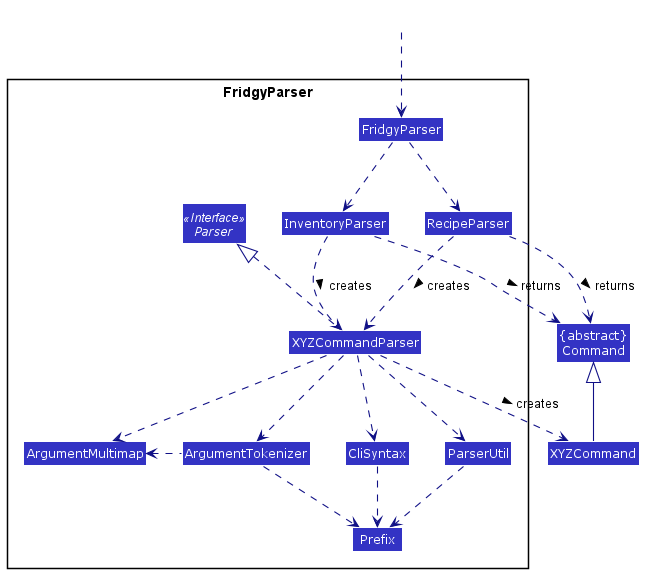 FridgyParser
FridgyParser
«Interface»
Parser
InventoryParser
RecipeParser
creates
creates
returns
returns
XYZCommandParser
{abstract}
Command
creates
ArgumentMultimap
ArgumentTokenizer
CliSyntax
ParserUtil
XYZCommand
Prefix